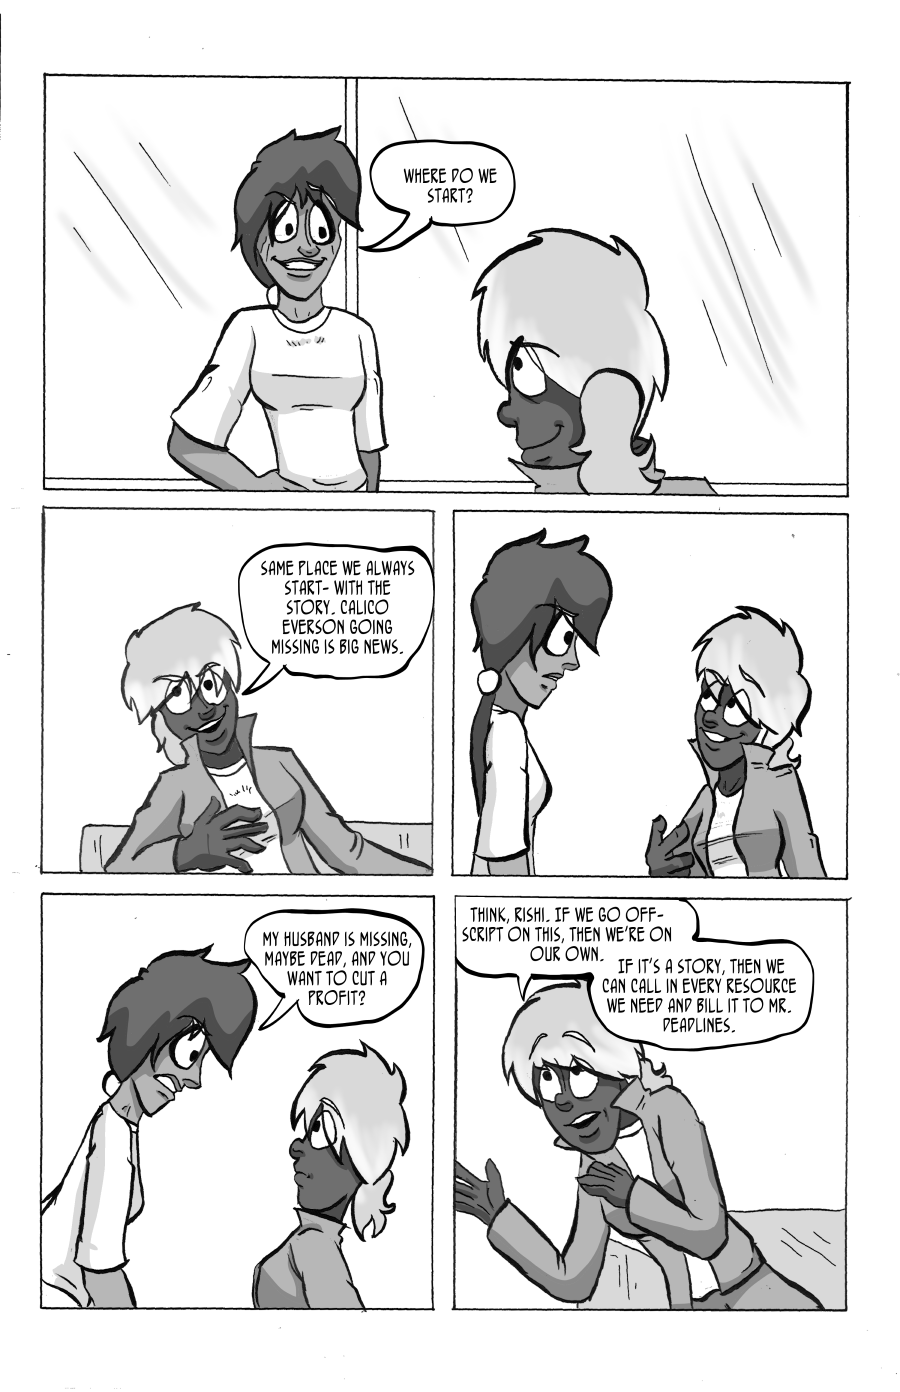 WHERE DO WE
START?
SAME PLACE WE ALWAYS
START- WITH THE
STORY. CALICO
EVERSON GOING
MISSING IS BIG NEWS.
MY HUSBAND IS MISSING,
MAYBE DEAD, AND YOU
WANT TO CUT A
PROFIT?
THINK, RISHI. IF WE GO OFF-
SCRIPT ON THIS, THEN WE'RE ON
OUR OWN.
IF IT'S A STORY, THEN WE
CAN CALL IN EVERY RESOURCE
WE NEED AND BILL IT TO MR.
DEADLINES.